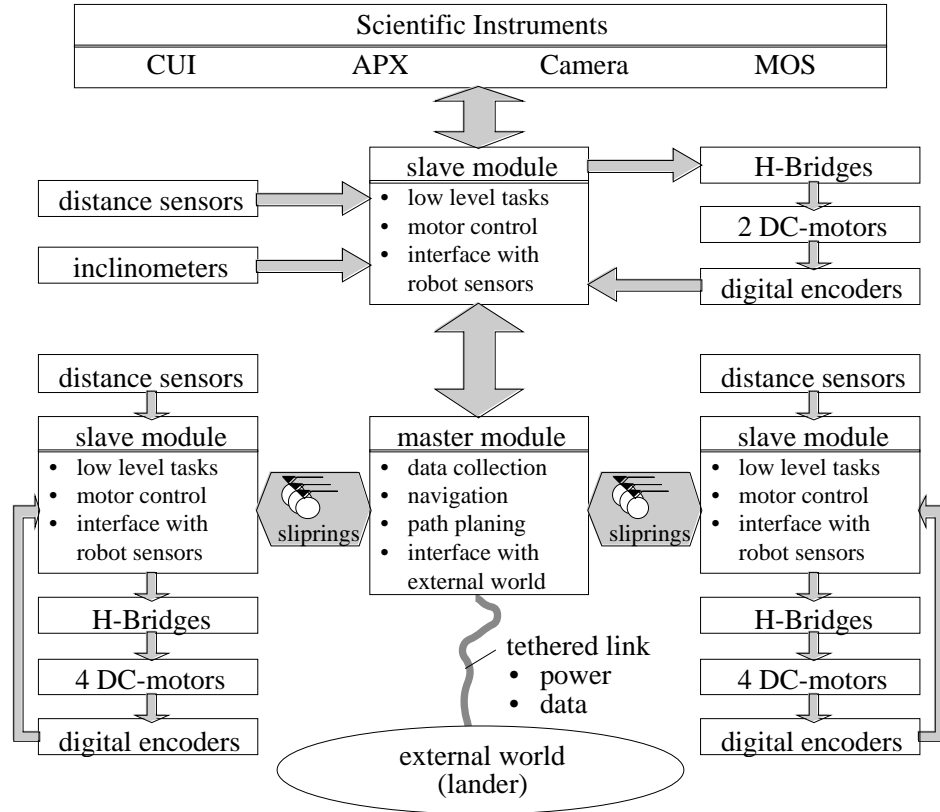 Scientific Instruments
CUI APX Camera MOS
slave module
• low level tasks
• motor control
• interface with
robot sensors
distance sensors
inclinometers
H-Bridges
2 DC-motors
digital encoders
distance sensors
slave module
• low level tasks
• motor control
• interface with
robot sensors
H-Bridges
4 DC-motors
digital encoders
sliprings
master module
• data collection
• navigation
• path planing
• interface with
external world
sliprings
distance sensors
slave module
• low level tasks
• motor control
• interface with
robot sensors
H-Bridges
4 DC-motors
digital encoders
tethered link
• power
• data
external world
(lander)